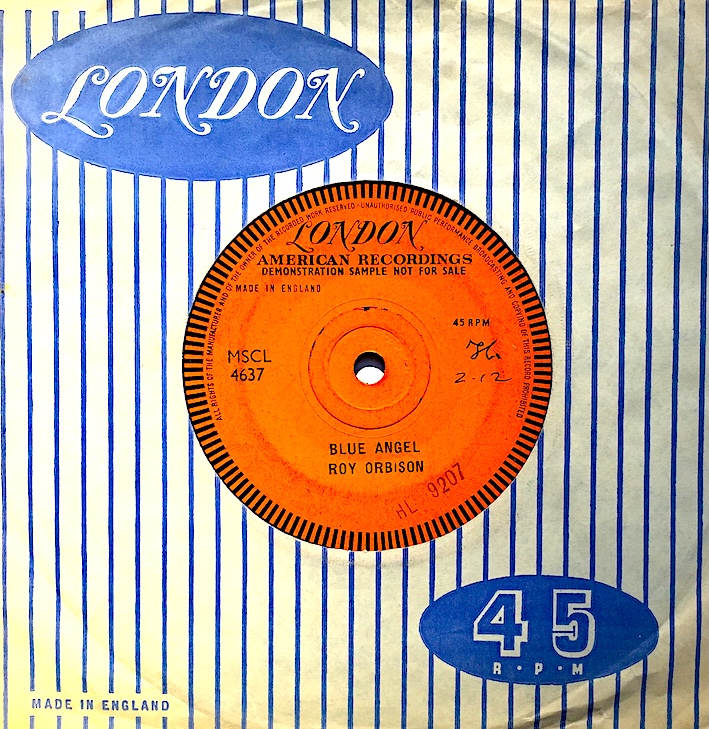 LONDON
ALL RIGHTS OF THE MANUFACTURER AND OF THE OWNER OF THE RECORDED WORK RESERVED · UNAUTHORISED PUBLIC PERFORMANCE BROADCASTING AND COPYING OF THIS RECORD PROHIBITED
LONDON
AMERICAN RECORDINGS
DEMONSTRATION SAMPLE NOT FOR SALE
MADE IN ENGLAND
45 RPM
MSCL
4637
2-12
BLUE ANGEL
ROY ORBISON
HL 9207
45
R·P·M
MADE IN ENGLAND